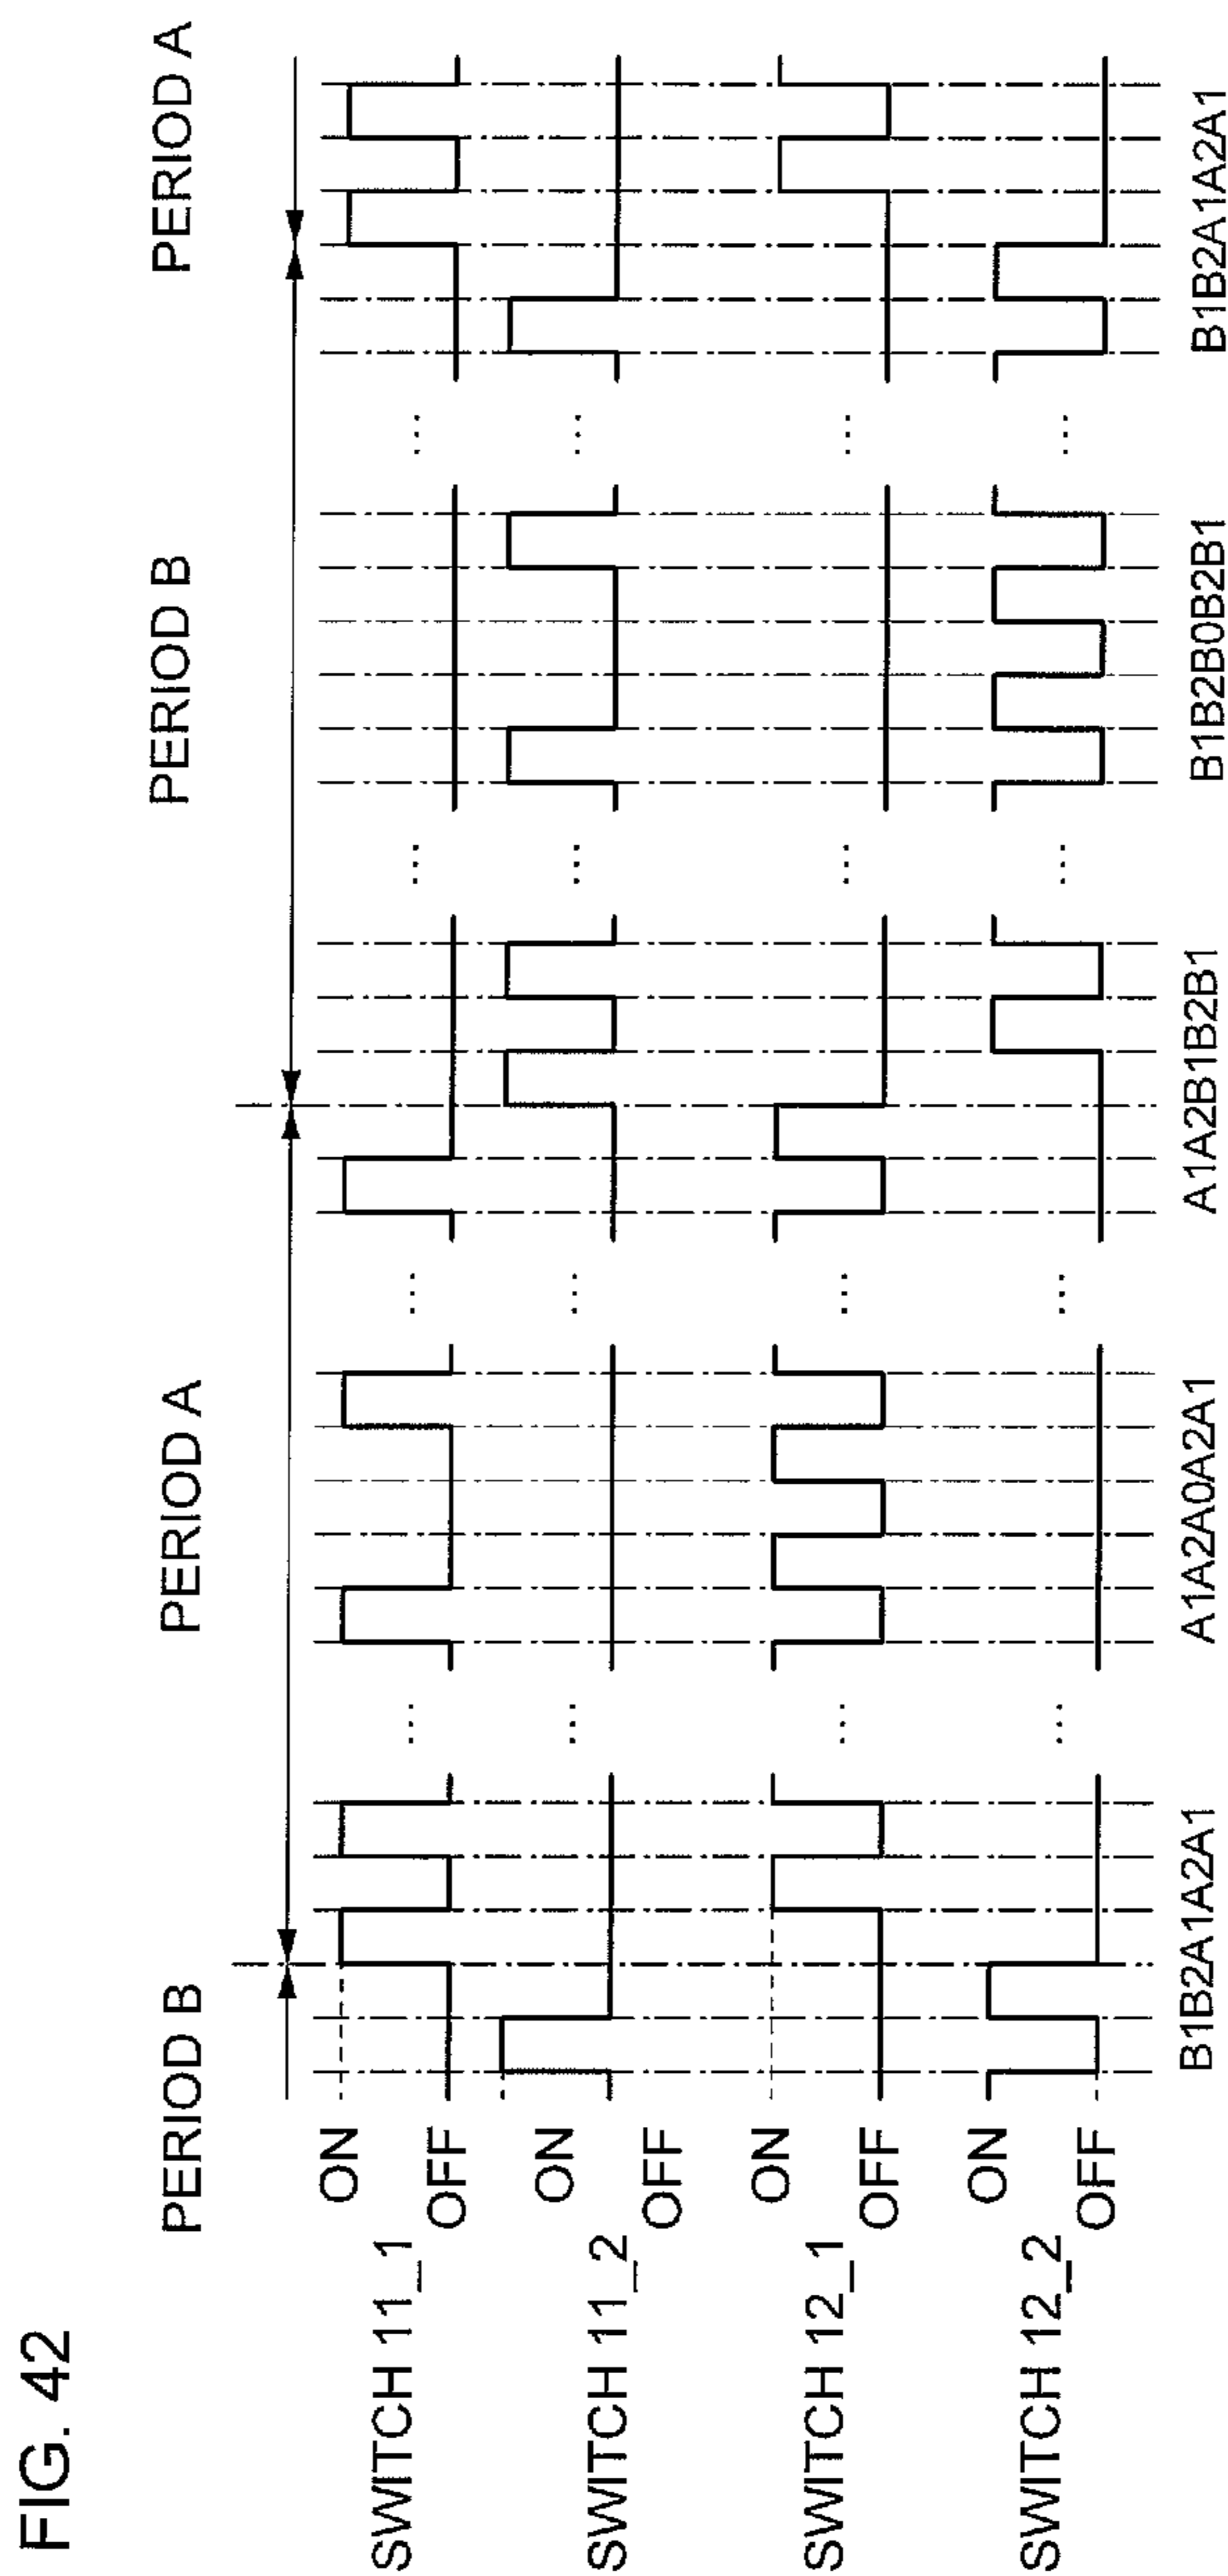 FIG. 42
PERIOD B
PERIOD A
PERIOD B
PERIOD A
SWITCH 11_1
ON
OFF
...
...
...
...
SWITCH 11_2
ON
OFF
...
...
...
...
SWITCH 12_1
ON
OFF
...
...
...
...
SWITCH 12_2
ON
OFF
...
...
...
...
B1B2A1A2A1
A1A2A0A2A1
A1A2B1B2B1
B1B2B0B2B1
B1B2A1A2A1